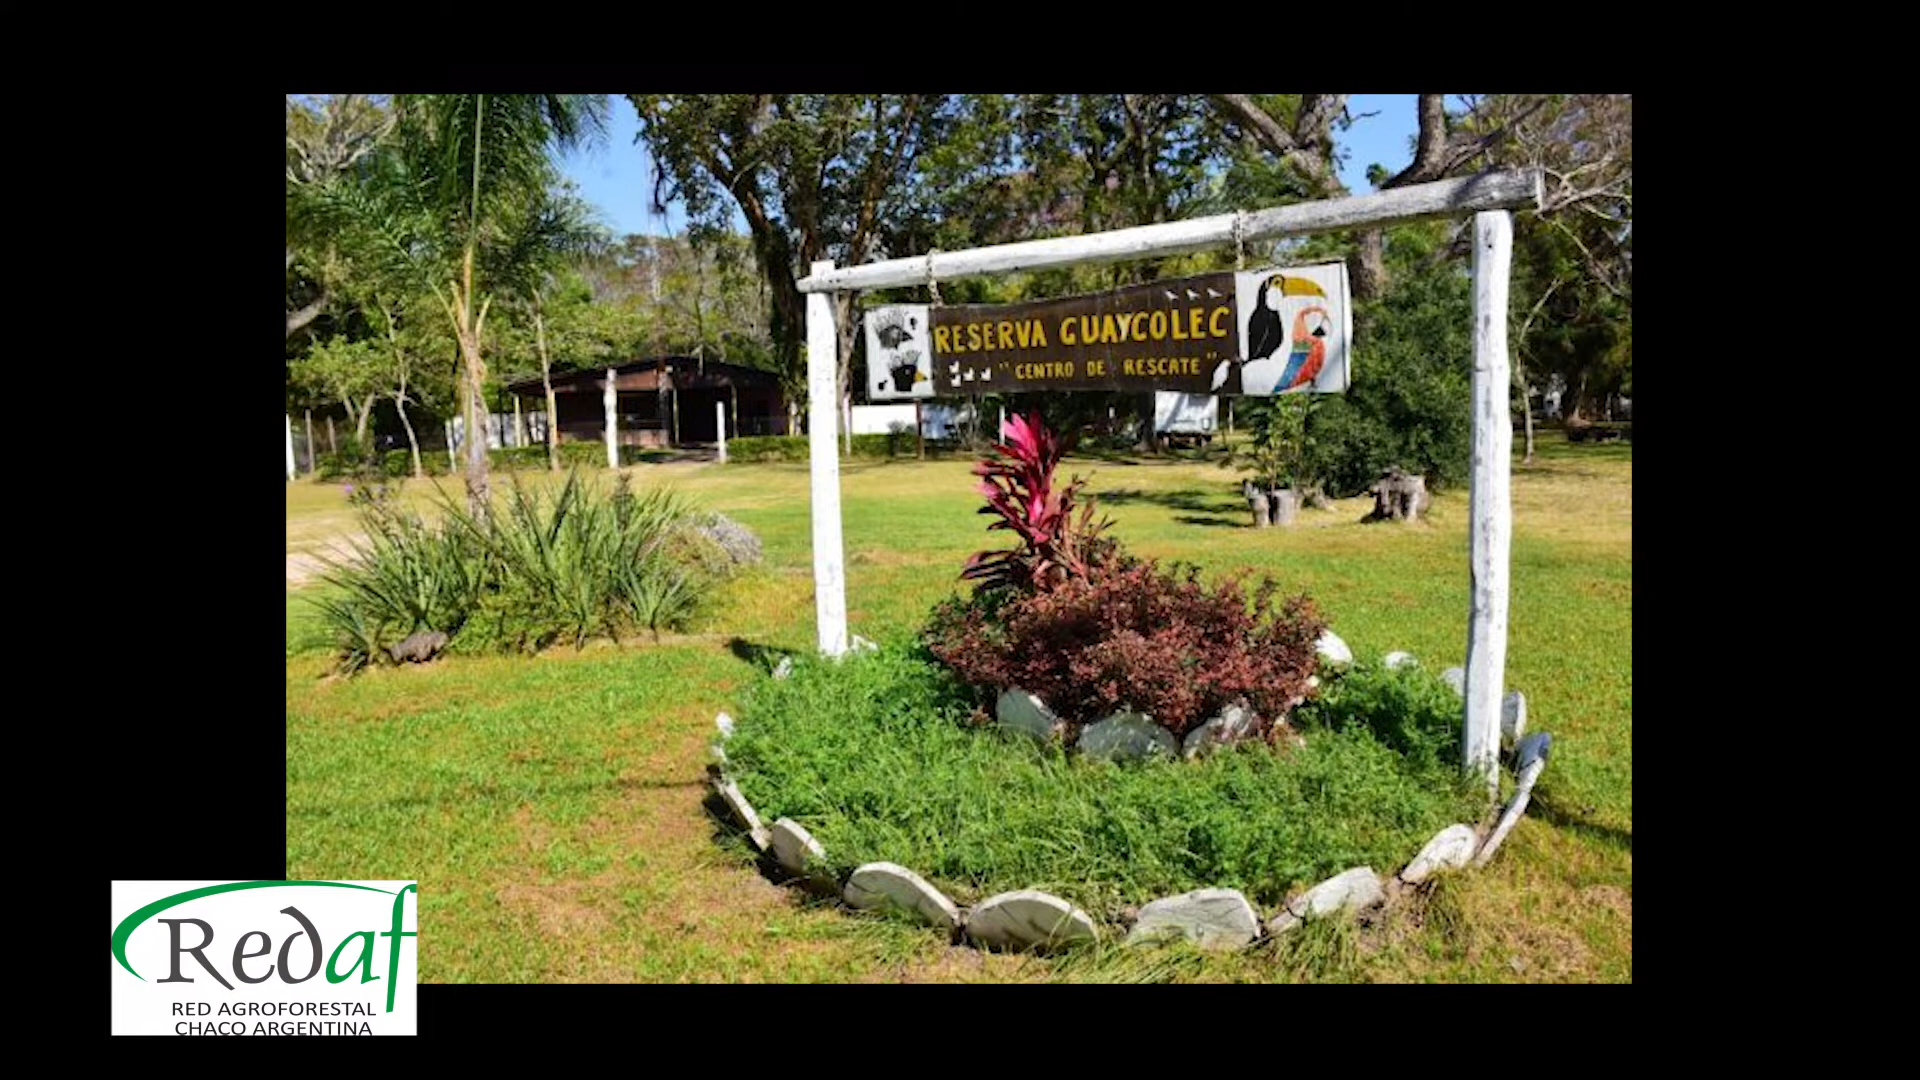 RESERVA GUAYCOLEC
"CENTRO DE RESCATE"
Redaf
RED AGROFORESTAL
CHACO ARGENTINA